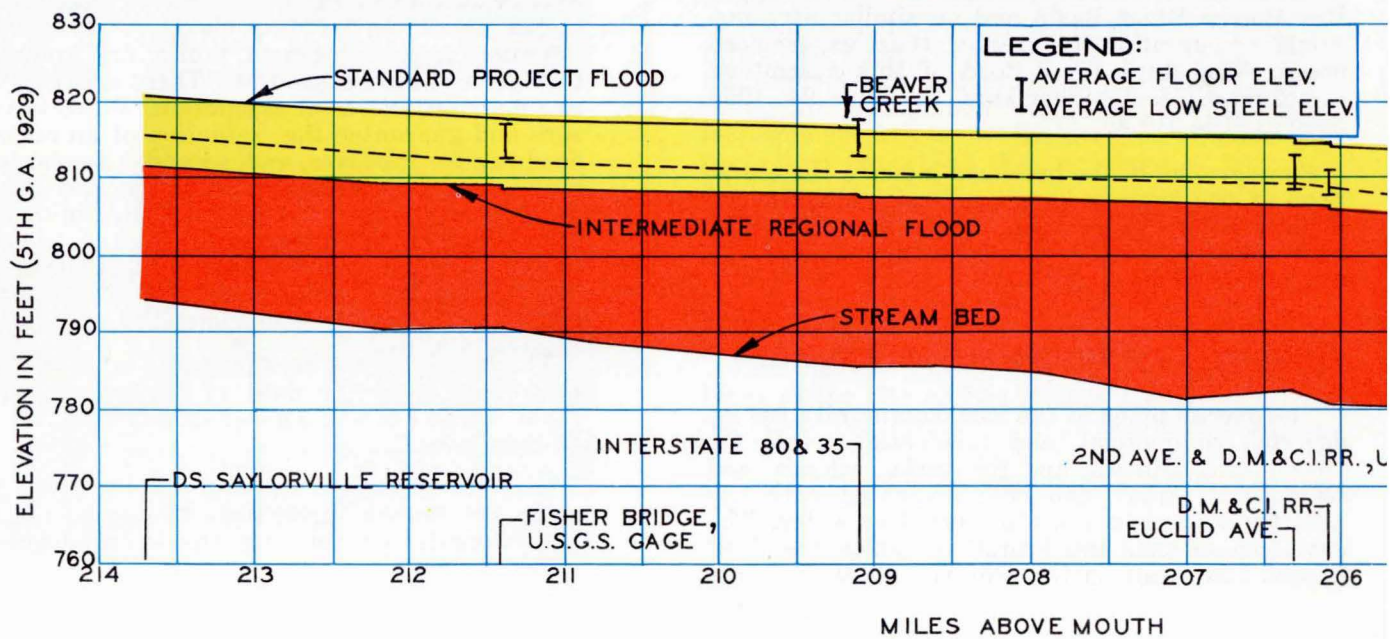 830
820
810
800
790
780
770
760
ELEVATION IN FEET (5TH G.A. 1929)
LEGEND:
AVERAGE FLOOR ELEV.
AVERAGE LOW STEEL ELEV.
STANDARD PROJECT FLOOD
BEAVER
CREEK
INTERMEDIATE REGIONAL FLOOD
STREAM BED
INTERSTATE 80 & 35
2ND AVE. & D.M.&C.I.RR., U
DS. SAYLORVILLE RESERVOIR
FISHER BRIDGE,
U.S.G.S. GAGE
D.M.&C.I. RR.
EUCLID AVE.
214 213 212 211 210 209 208 207 206
MILES ABOVE MOUTH